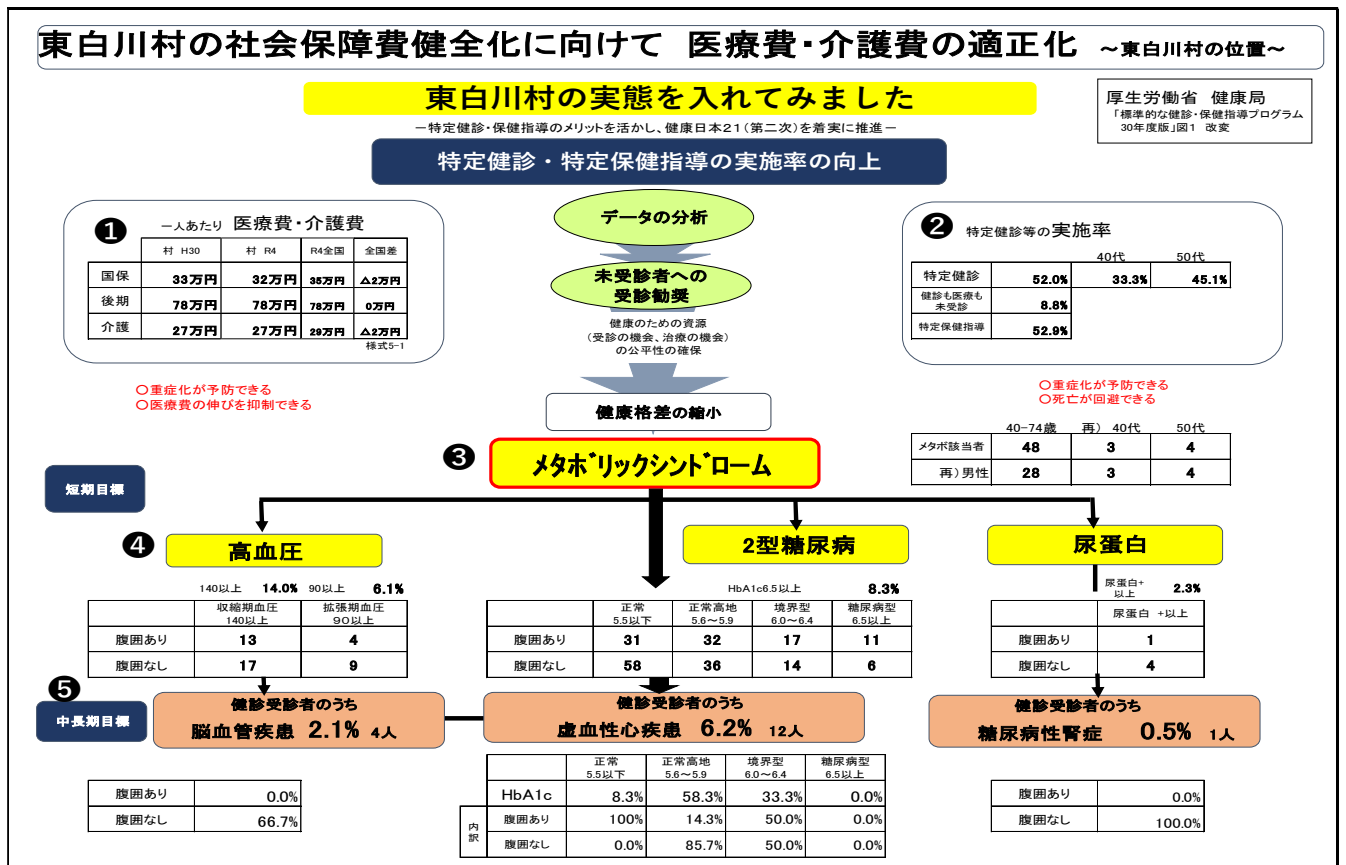 東白川村の社会保障費健全化に向けて 医療費・介護費の適正化 ～東白川村の位置～
東白川村の実態を入れてみました
－特定健診・保健指導のメリットを活かし、健康日本２１（第二次）を着実に推進－
厚生労働省 健康局
「標準的な健診・保健指導プログラム
30年度版」図1 改変
特定健診・特定保健指導の実施率の向上
❶ 一人あたり 医療費・介護費
村 H30 村 R4 R4全国 全国差
国保 33万円 32万円 35万円 △2万円
後期 78万円 78万円 78万円 0万円
介護 27万円 27万円 29万円 △2万円
様式5-1
〇重症化が予防できる
〇医療費の伸びを抑制できる
データの分析
未受診者への
受診勧奨
健康のための資源
（受診の機会、治療の機会）
の公平性の確保
健康格差の縮小
❷ 特定健診等の実施率
40代 50代
特定健診 52.0% 33.3% 45.1%
健診も医療も
未受診 8.8%
特定保健指導 52.9%
〇重症化が予防できる
〇死亡が回避できる
40-74歳 再） 40代 50代
メタボ該当者 48 3 4
再）男性 28 3 4
❸ メタボリックシンドローム
短期目標
❹ 高血圧
2型糖尿病
尿蛋白
140以上 14.0% 90以上 6.1%
収縮期血圧
140以上
拡張期血圧
９０以上
腹囲あり 13 4
腹囲なし 17 9
HbA1c6.5以上 8.3%
正常
5.5以下
正常高地
5.6～5.9
境界型
6.0～6.4
糖尿病型
6.5以上
腹囲あり 31 32 17 11
腹囲なし 58 36 14 6
尿蛋白+
以上 2.3%
尿蛋白 +以上
腹囲あり 1
腹囲なし 4
❺
中長期目標
健診受診者のうち
脳血管疾患 2.1% 4人
健診受診者のうち
虚血性心疾患 6.2% 12人
健診受診者のうち
糖尿病性腎症 0.5% 1人
腹囲あり 0.0%
腹囲なし 66.7%
正常
5.5以下
正常高地
5.6～5.9
境界型
6.0～6.4
糖尿病型
6.5以上
HbA1c 8.3% 58.3% 33.3% 0.0%
内訳
腹囲あり 100% 14.3% 50.0% 0.0%
腹囲なし 0.0% 85.7% 50.0% 0.0%
腹囲あり 0.0%
腹囲なし 100.0%